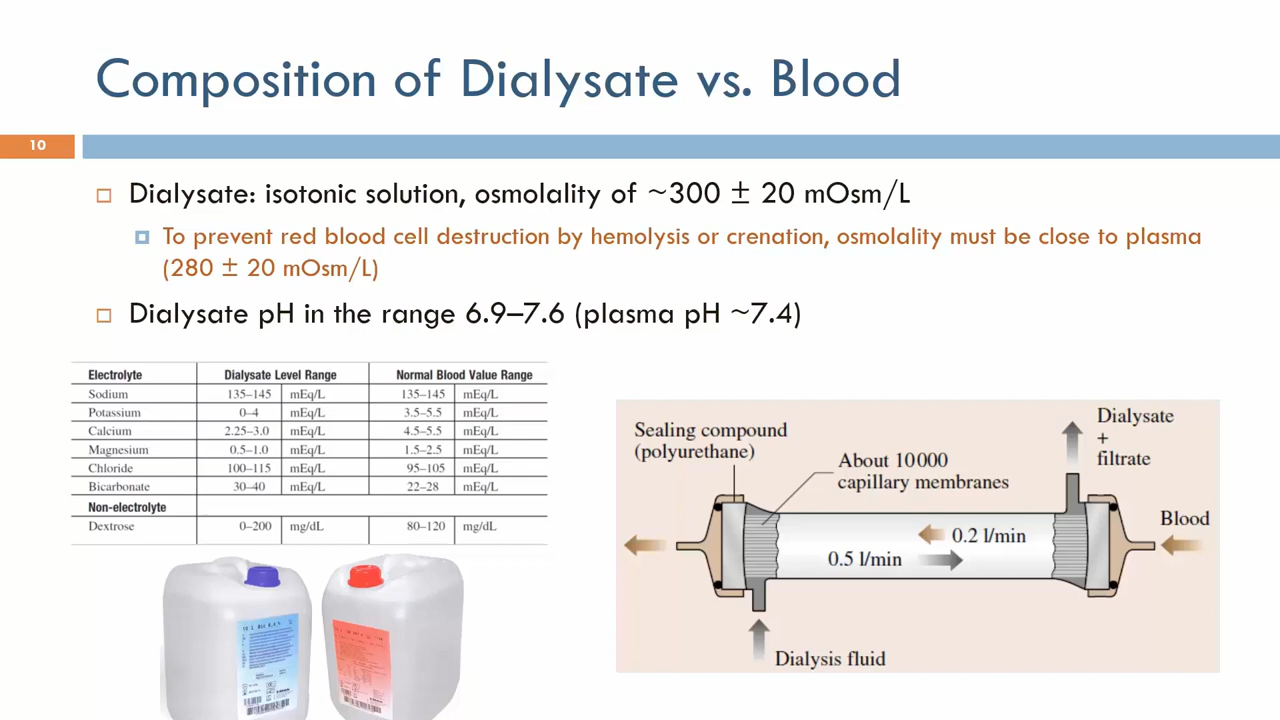 Composition of Dialysate vs. Blood
10
Dialysate: isotonic solution, osmolality of ~300 ± 20 mOsm/L
To prevent red blood cell destruction by hemolysis or crenation, osmolality must be close to plasma
(280 ± 20 mOsm/L)
Dialysate pH in the range 6.9–7.6 (plasma pH ~7.4)
Electrolyte Dialysate Level Range Normal Blood Value Range
Sodium 135–145 mEq/L 135–145 mEq/L
Potassium 0–4 mEq/L 3.5–5.5 mEq/L
Calcium 2.25–3.0 mEq/L 4.5–5.5 mEq/L
Magnesium 0.5–1.0 mEq/L 1.5–2.5 mEq/L
Chloride 100–115 mEq/L 95–105 mEq/L
Bicarbonate 30–40 mEq/L 22–28 mEq/L
Non-electrolyte
Dextrose 0–200 mg/dL 80–120 mg/dL
Sealing compound
(polyurethane)
About 10 000
capillary membranes
Dialysate
+
filtrate
Blood
0.2 l/min
0.5 l/min
Dialysis fluid